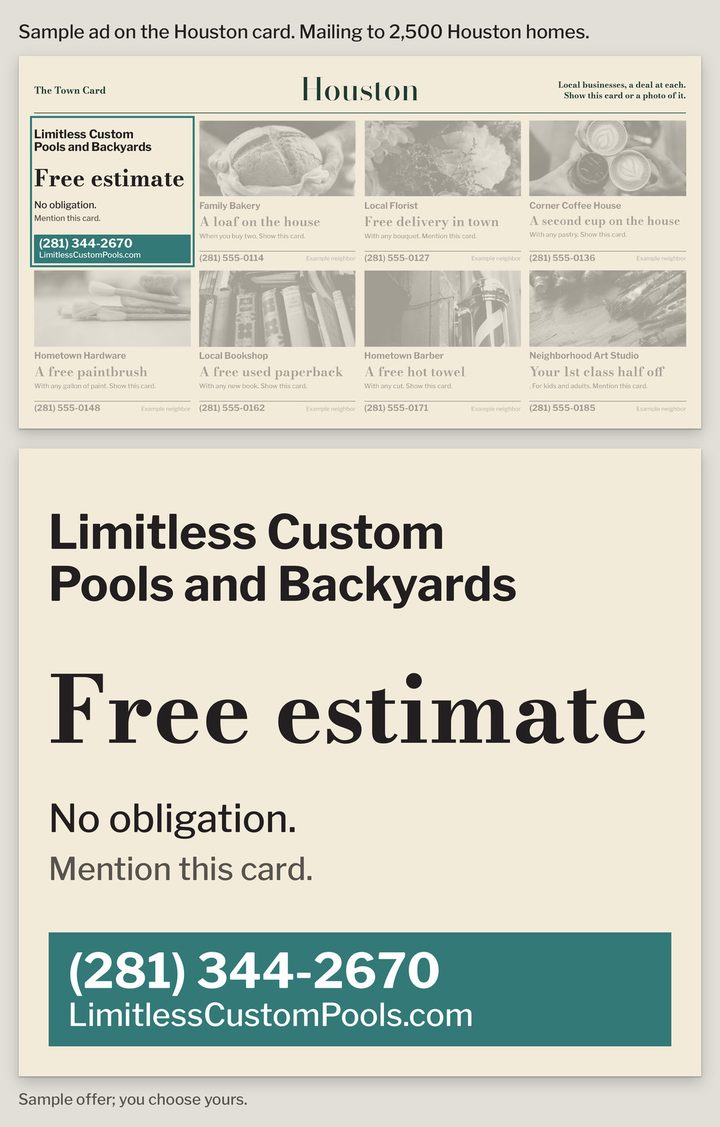 Sample ad on the Houston card. Mailing to 2,500 Houston homes.
The Town Card
Houston
Local businesses, a deal at each.
Show this card or a photo of it.
Limitless Custom
Pools and Backyards
Free estimate
No obligation.
Mention this card.
(281) 344-2670
LimitlessCustomPools.com
Family Bakery
A loaf on the house
When you buy two. Show this card.
(281) 555-0114
Example neighbor
Local Florist
Free delivery in town
With any bouquet. Mention this card.
(281) 555-0127
Example neighbor
Corner Coffee House
A second cup on the house
With any pastry. Show this card.
(281) 555-0136
Example neighbor
Hometown Hardware
A free paintbrush
With any gallon of paint. Show this card.
(281) 555-0148
Example neighbor
Local Bookshop
A free used paperback
With any new book. Show this card.
(281) 555-0162
Example neighbor
Hometown Barber
A free hot towel
With any cut. Show this card.
(281) 555-0171
Example neighbor
Neighborhood Art Studio
Your 1st class half off
For kids and adults. Mention this card.
(281) 555-0185
Example neighbor
Limitless Custom
Pools and Backyards
Free estimate
No obligation.
Mention this card.
(281) 344-2670
LimitlessCustomPools.com
Sample offer; you choose yours.